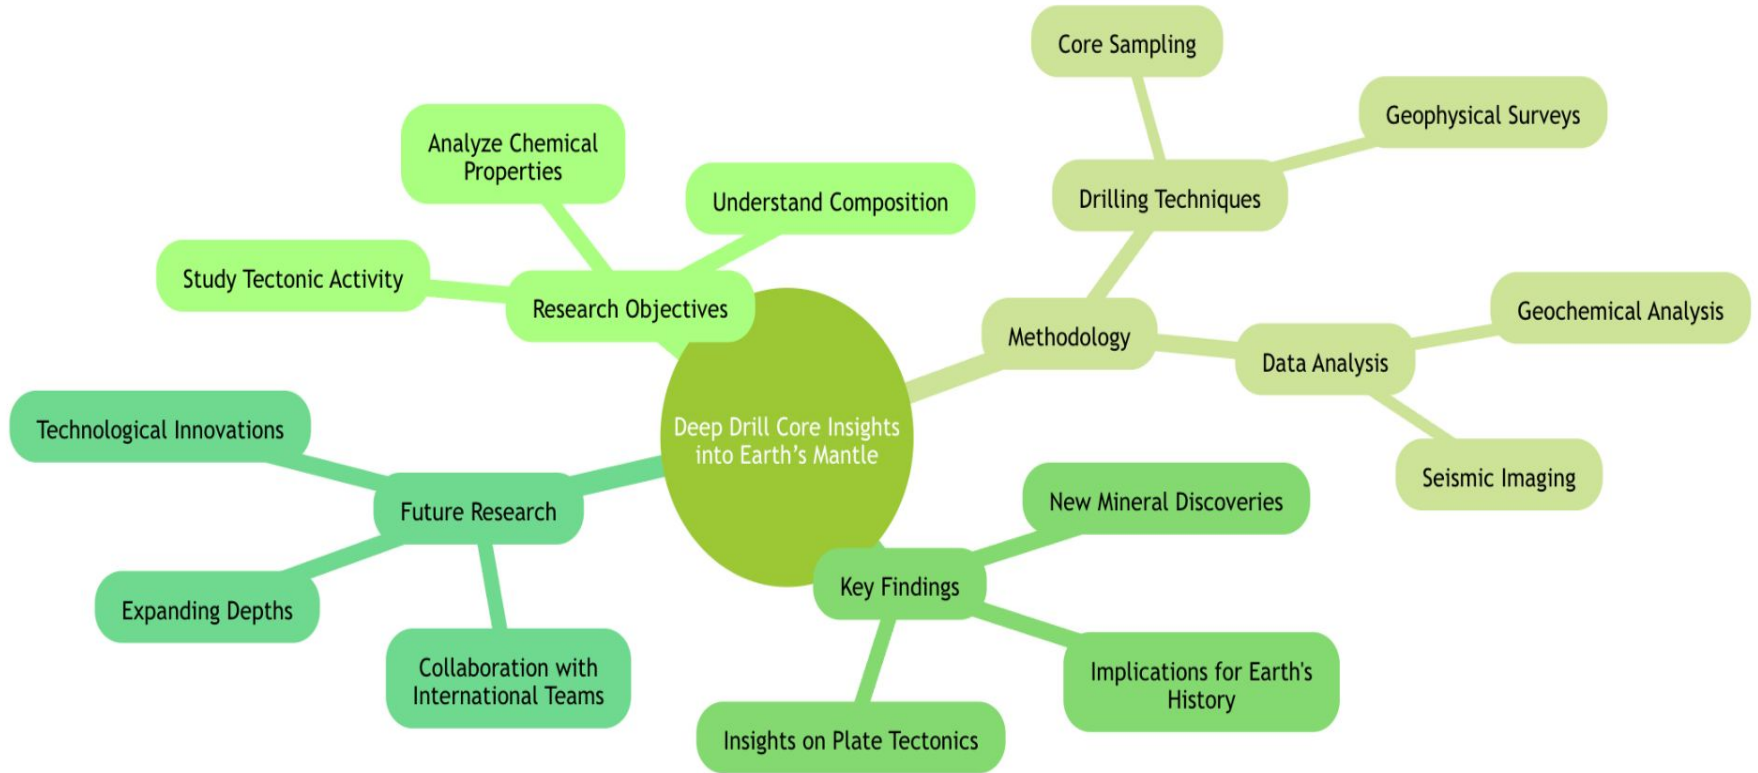 Deep Drill Core Insights
into Earth’s Mantle
Research Objectives
Understand Composition
Analyze Chemical
Properties
Study Tectonic Activity
Methodology
Drilling Techniques
Core Sampling
Geophysical Surveys
Data Analysis
Geochemical Analysis
Seismic Imaging
Key Findings
New Mineral Discoveries
Implications for Earth's
History
Insights on Plate Tectonics
Future Research
Technological Innovations
Expanding Depths
Collaboration with
International Teams